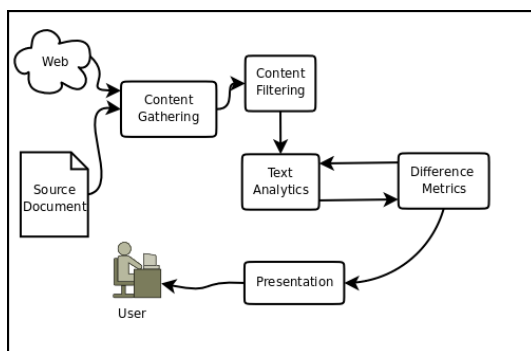 Web
Content
Gathering
Content
Filtering
Source
Document
Text
Analytics
Difference
Metrics
Presentation
User